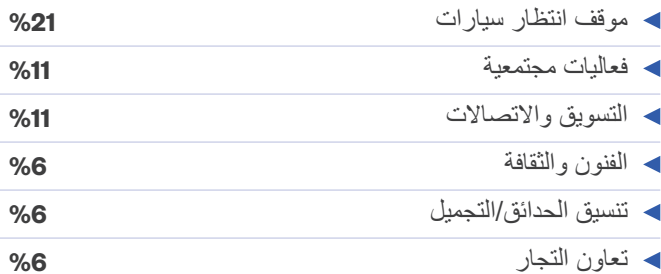 موقف انتظار سيارات %21
فعاليات مجتمعية %11
التسويق والاتصالات %11
الفنون والثقافة %6
تنسيق الحدائق/التجميل %6
تعاون التجار %6